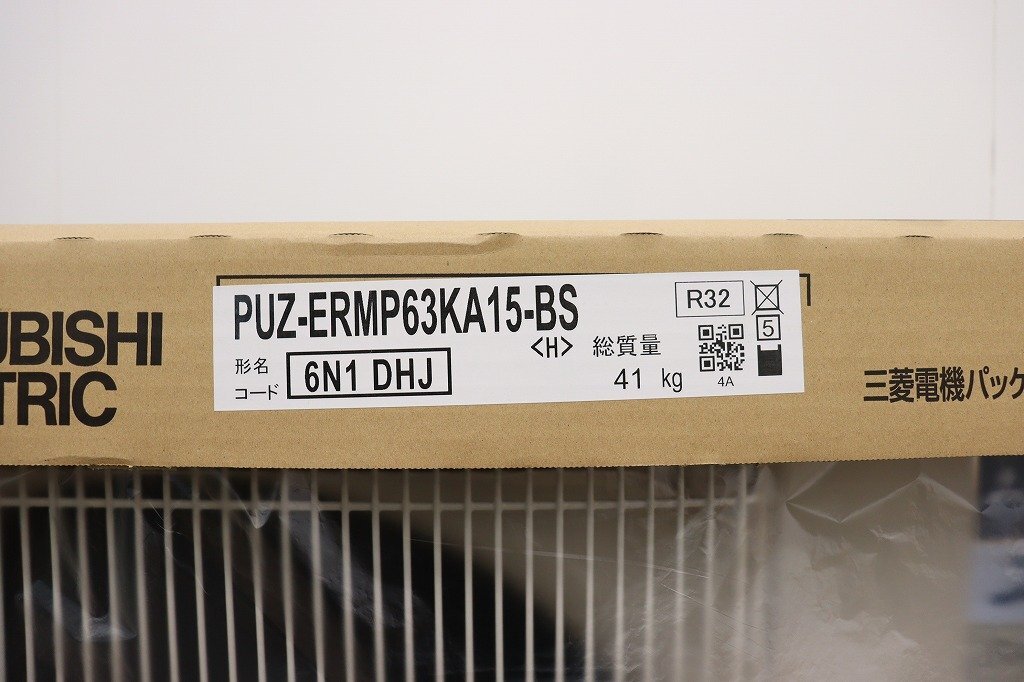 UBISHI
TRIC
PUZ-ERMP63KA15-BS
<H>
形名
コード
6N1 DHJ
総質量
41 kg
R32
5
4A
三菱電機パッケ